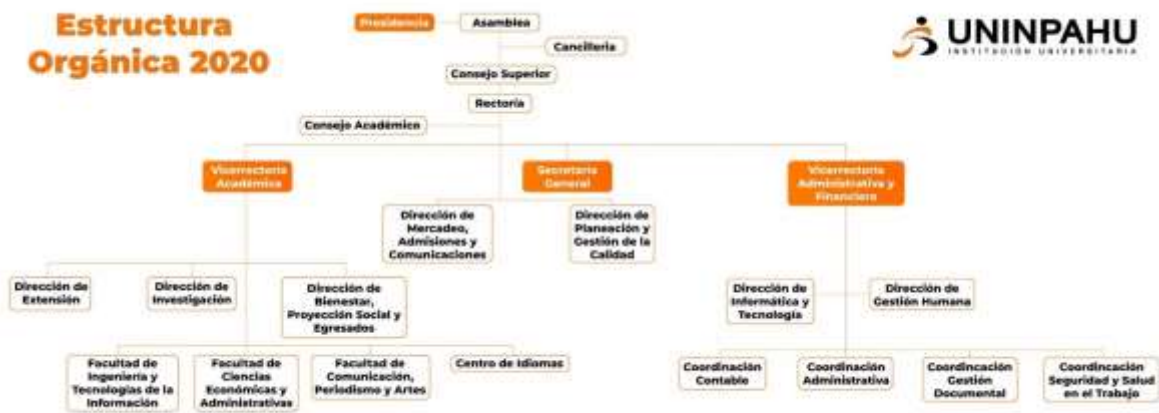 Estructura
Orgánica 2020
Presidencia
Asamblea
Cancillería
Consejo Superior
Rectoría
Consejo Académico
UNINPAHU
INSTITUCIÓN UNIVERSITARIA
Vicerrectoría
Académica
Secretaría
General
Vicerrectoría
Administrativa y
Financiera
Dirección de
Mercadeo,
Admisiones y
Comunicaciones
Dirección de
Planeación y
Gestión de la
Calidad
Dirección de
Extensión
Dirección de
Investigación
Dirección de
Bienestar,
Proyección Social y
Egresados
Dirección de
Informática y
Tecnología
Dirección de
Gestión Humana
Facultad de
Ingeniería y
Tecnologías de la
Información
Facultad de
Ciencias
Económicas y
Administrativas
Facultad de
Comunicación,
Periodismo y Artes
Centro de Idiomas
Coordinación
Contable
Coordinación
Administrativa
Coordincación
Gestión
Documental
Coordincación
Seguridad y Salud
en el Trabajo